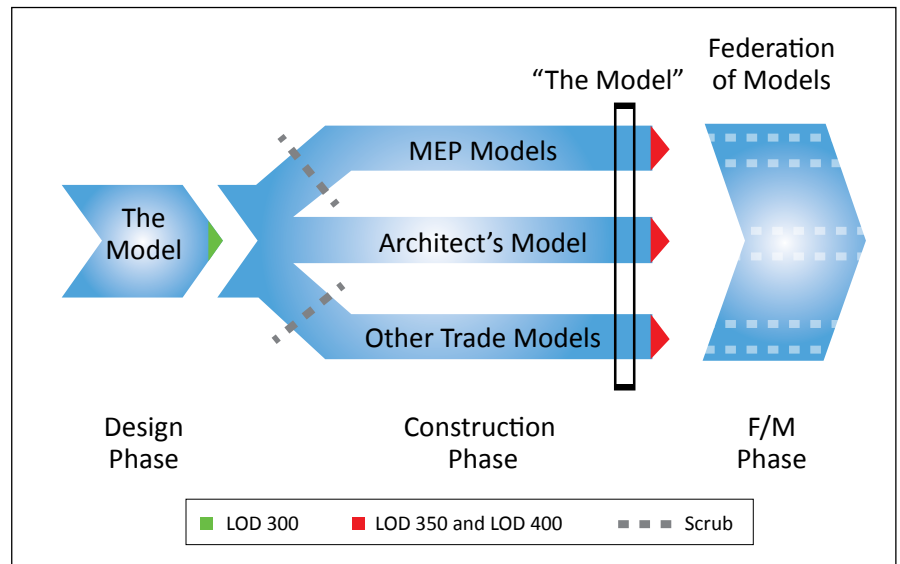 Federation
of Models
“The Model”
MEP Models
The
Model
Architect’s Model
Other Trade Models
Design
Phase
Construction
Phase
F/M
Phase
LOD 300
LOD 350 and LOD 400
Scrub